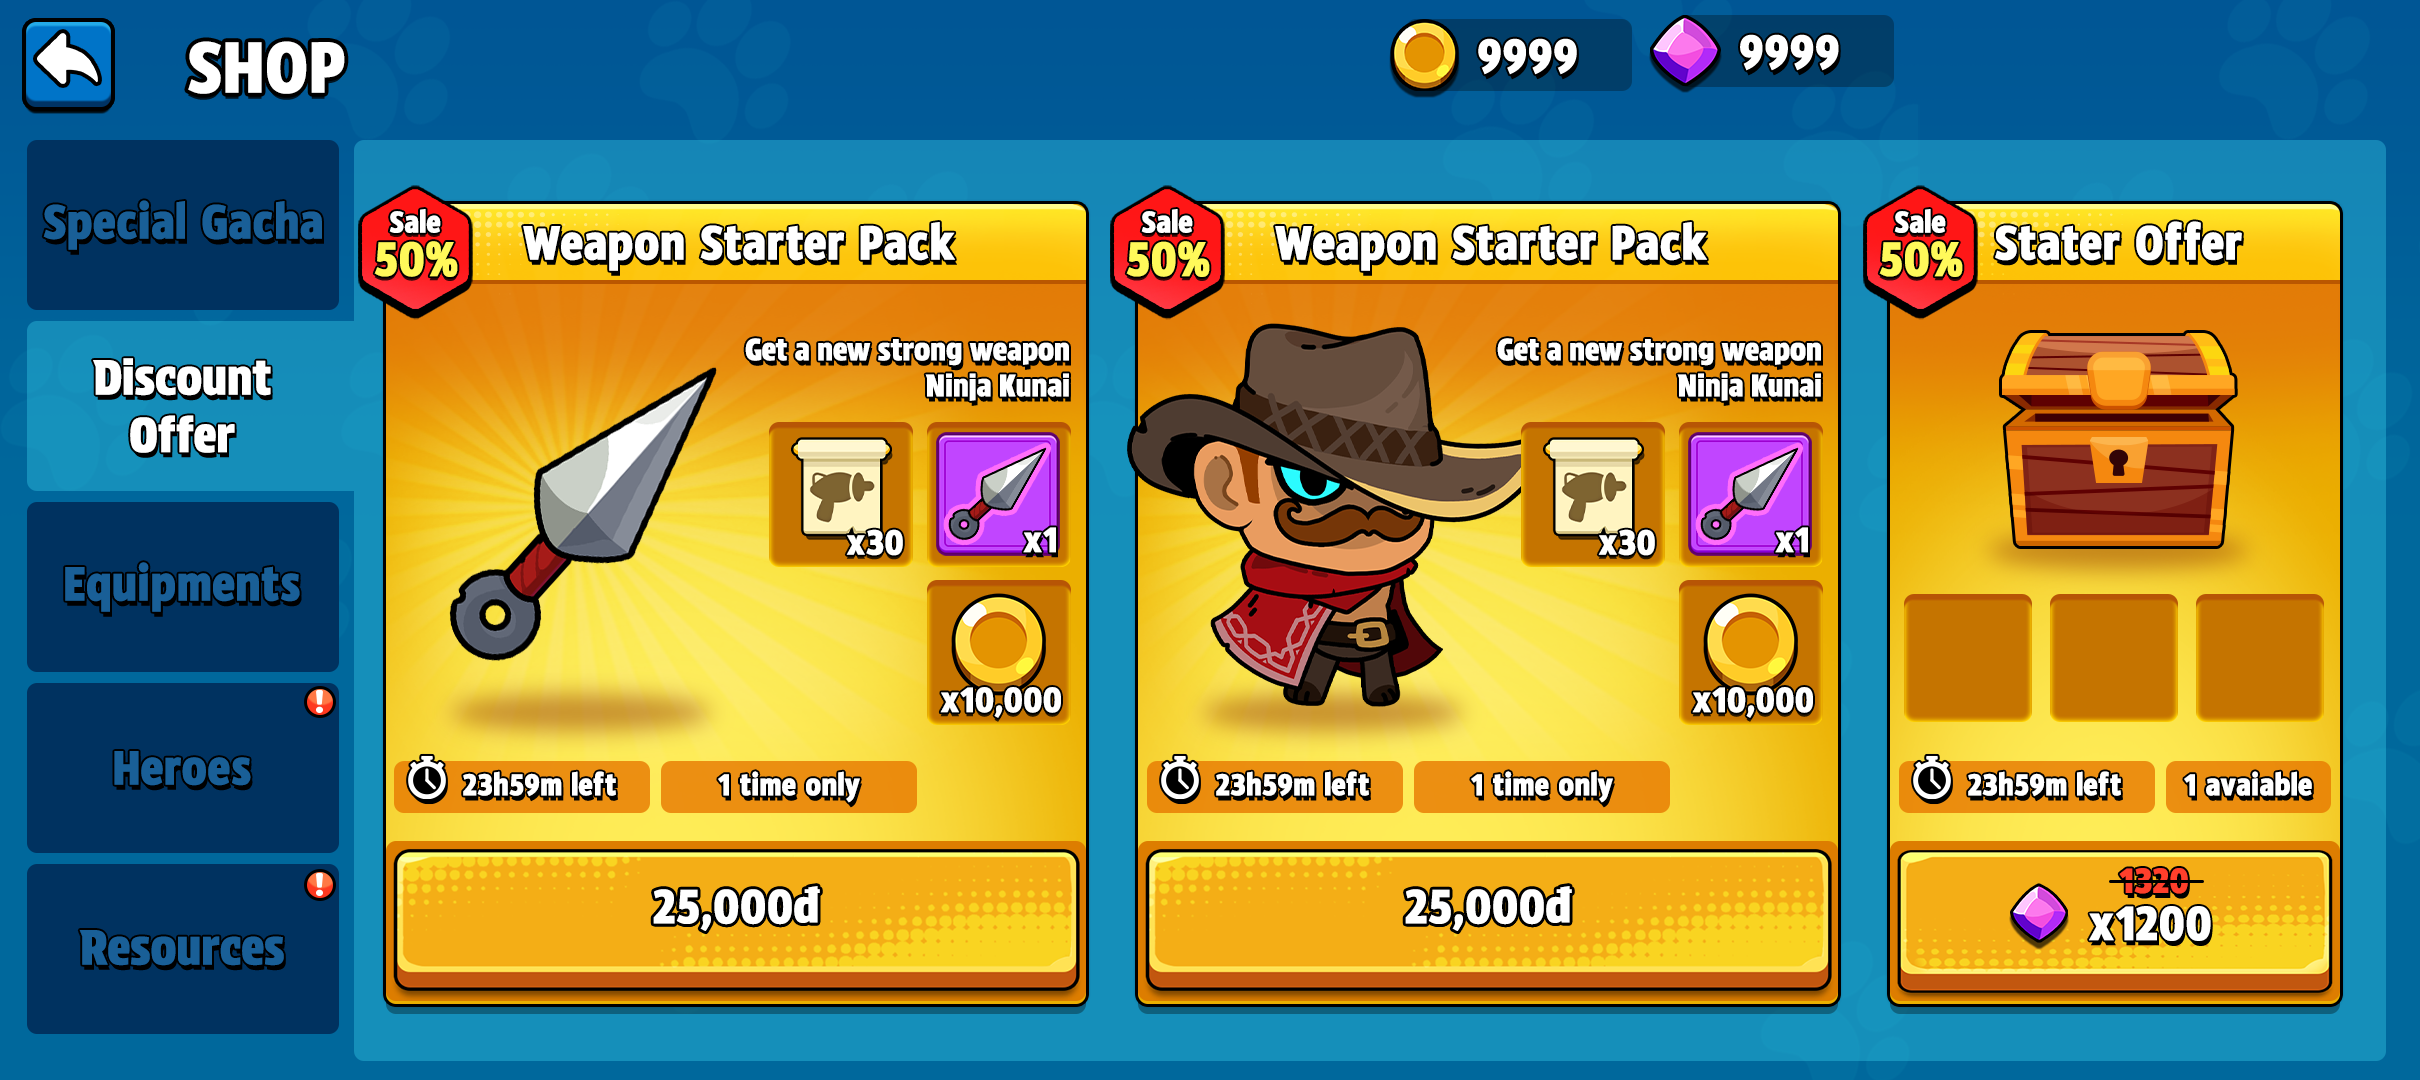 SHOP
9999
9999
Special Gacha
Discount
Offer
Equipments
Heroes
!
Resources
!
Sale
50%
Weapon Starter Pack
Get a new strong weapon
Ninja Kunai
x30
x1
x10,000
23h59m left
1 time only
25,000đ
Sale
50%
Weapon Starter Pack
Get a new strong weapon
Ninja Kunai
x30
x1
x10,000
23h59m left
1 time only
25,000đ
Sale
50%
Stater Offer
23h59m left
1 avaiable
1320
x1200